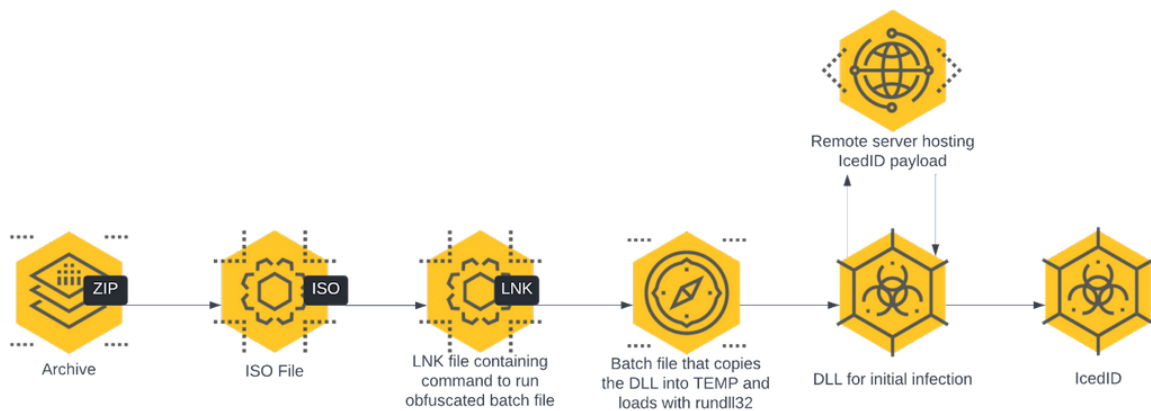 Remote server hosting
IcedID payload
ZIP
ISO
LNK
Archive
ISO File
LNK file containing
command to run
obfuscated batch file
Batch file that copies
the DLL into TEMP and
loads with rundll32
DLL for initial infection
IcedID